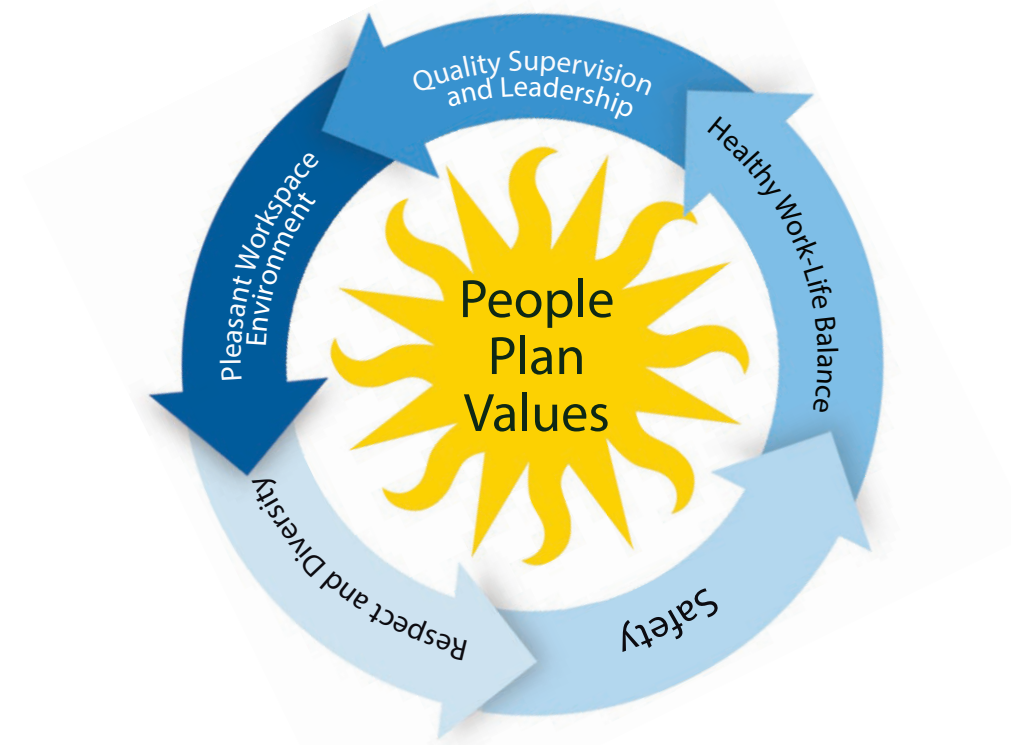 Quality Supervision
and Leadership
Healthy Work-Life Balance
Safety
Respect and Diversity
Pleasant Workspace
Environment
People
Plan
Values